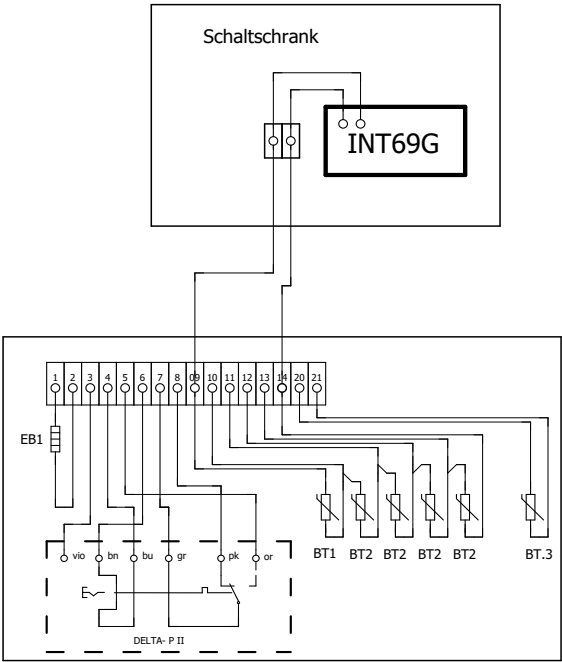 Schaltschrank
INT69G
1 2 3 4 5 6 7 8 09 10 11 12 13 14 20 21
EB1
vio bn bu gr pk or
BT1 BT2 BT2 BT2 BT2 BT.3
DELTA- P II